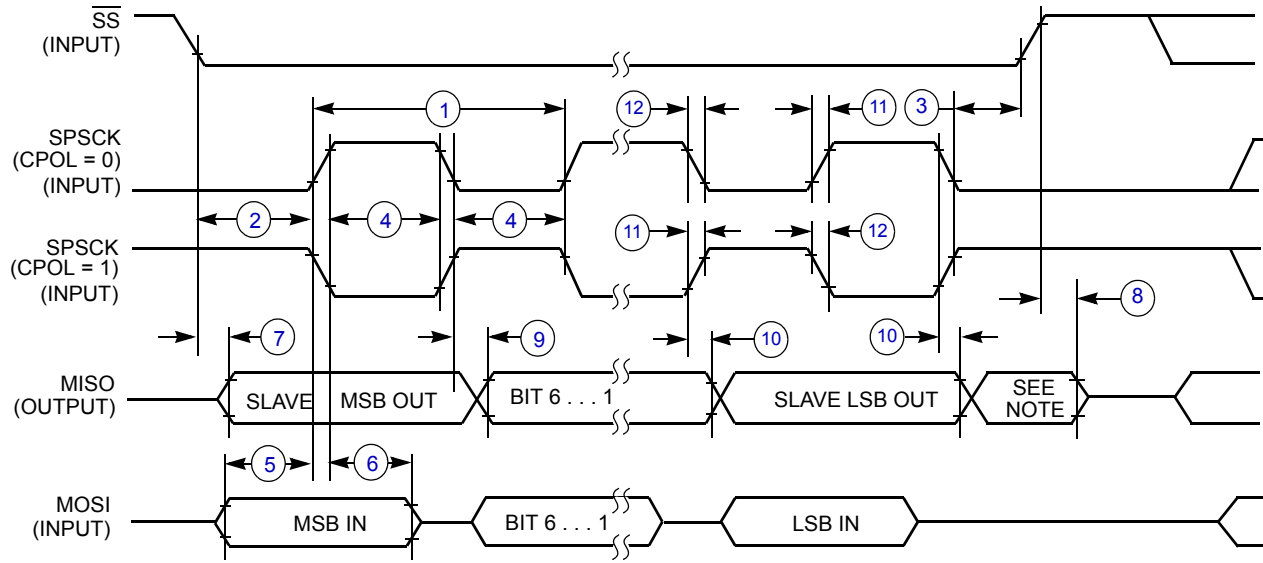 SS
(INPUT)
1
12
11
3
SPSCK
(CPOL = 0)
(INPUT)
2
4
4
SPSCK
(CPOL = 1)
(INPUT)
11
12
8
7
9
10
10
MISO
(OUTPUT)
SLAVE
MSB OUT
BIT 6 . . . 1
SLAVE LSB OUT
SEE
NOTE
5
6
MOSI
(INPUT)
MSB IN
BIT 6 . . . 1
LSB IN